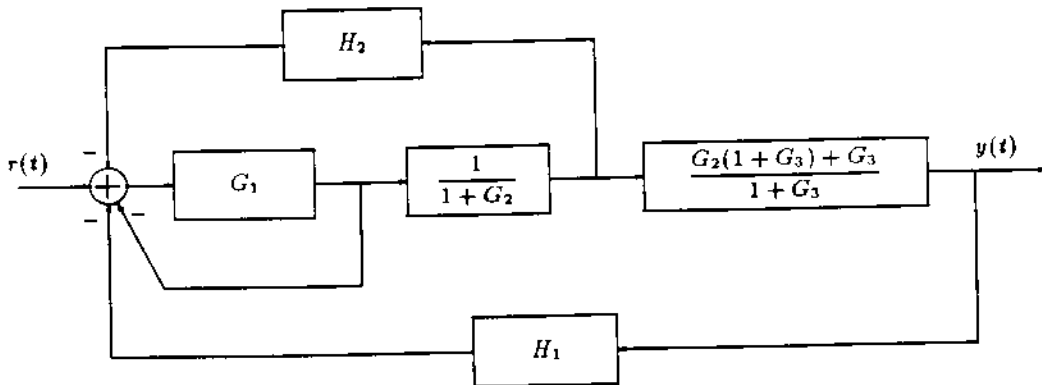 H₂
r(t)
−
+
−
−
G₁
1
1 + G₂
G₂(1 + G₃) + G₃
1 + G₃
y(t)
H₁